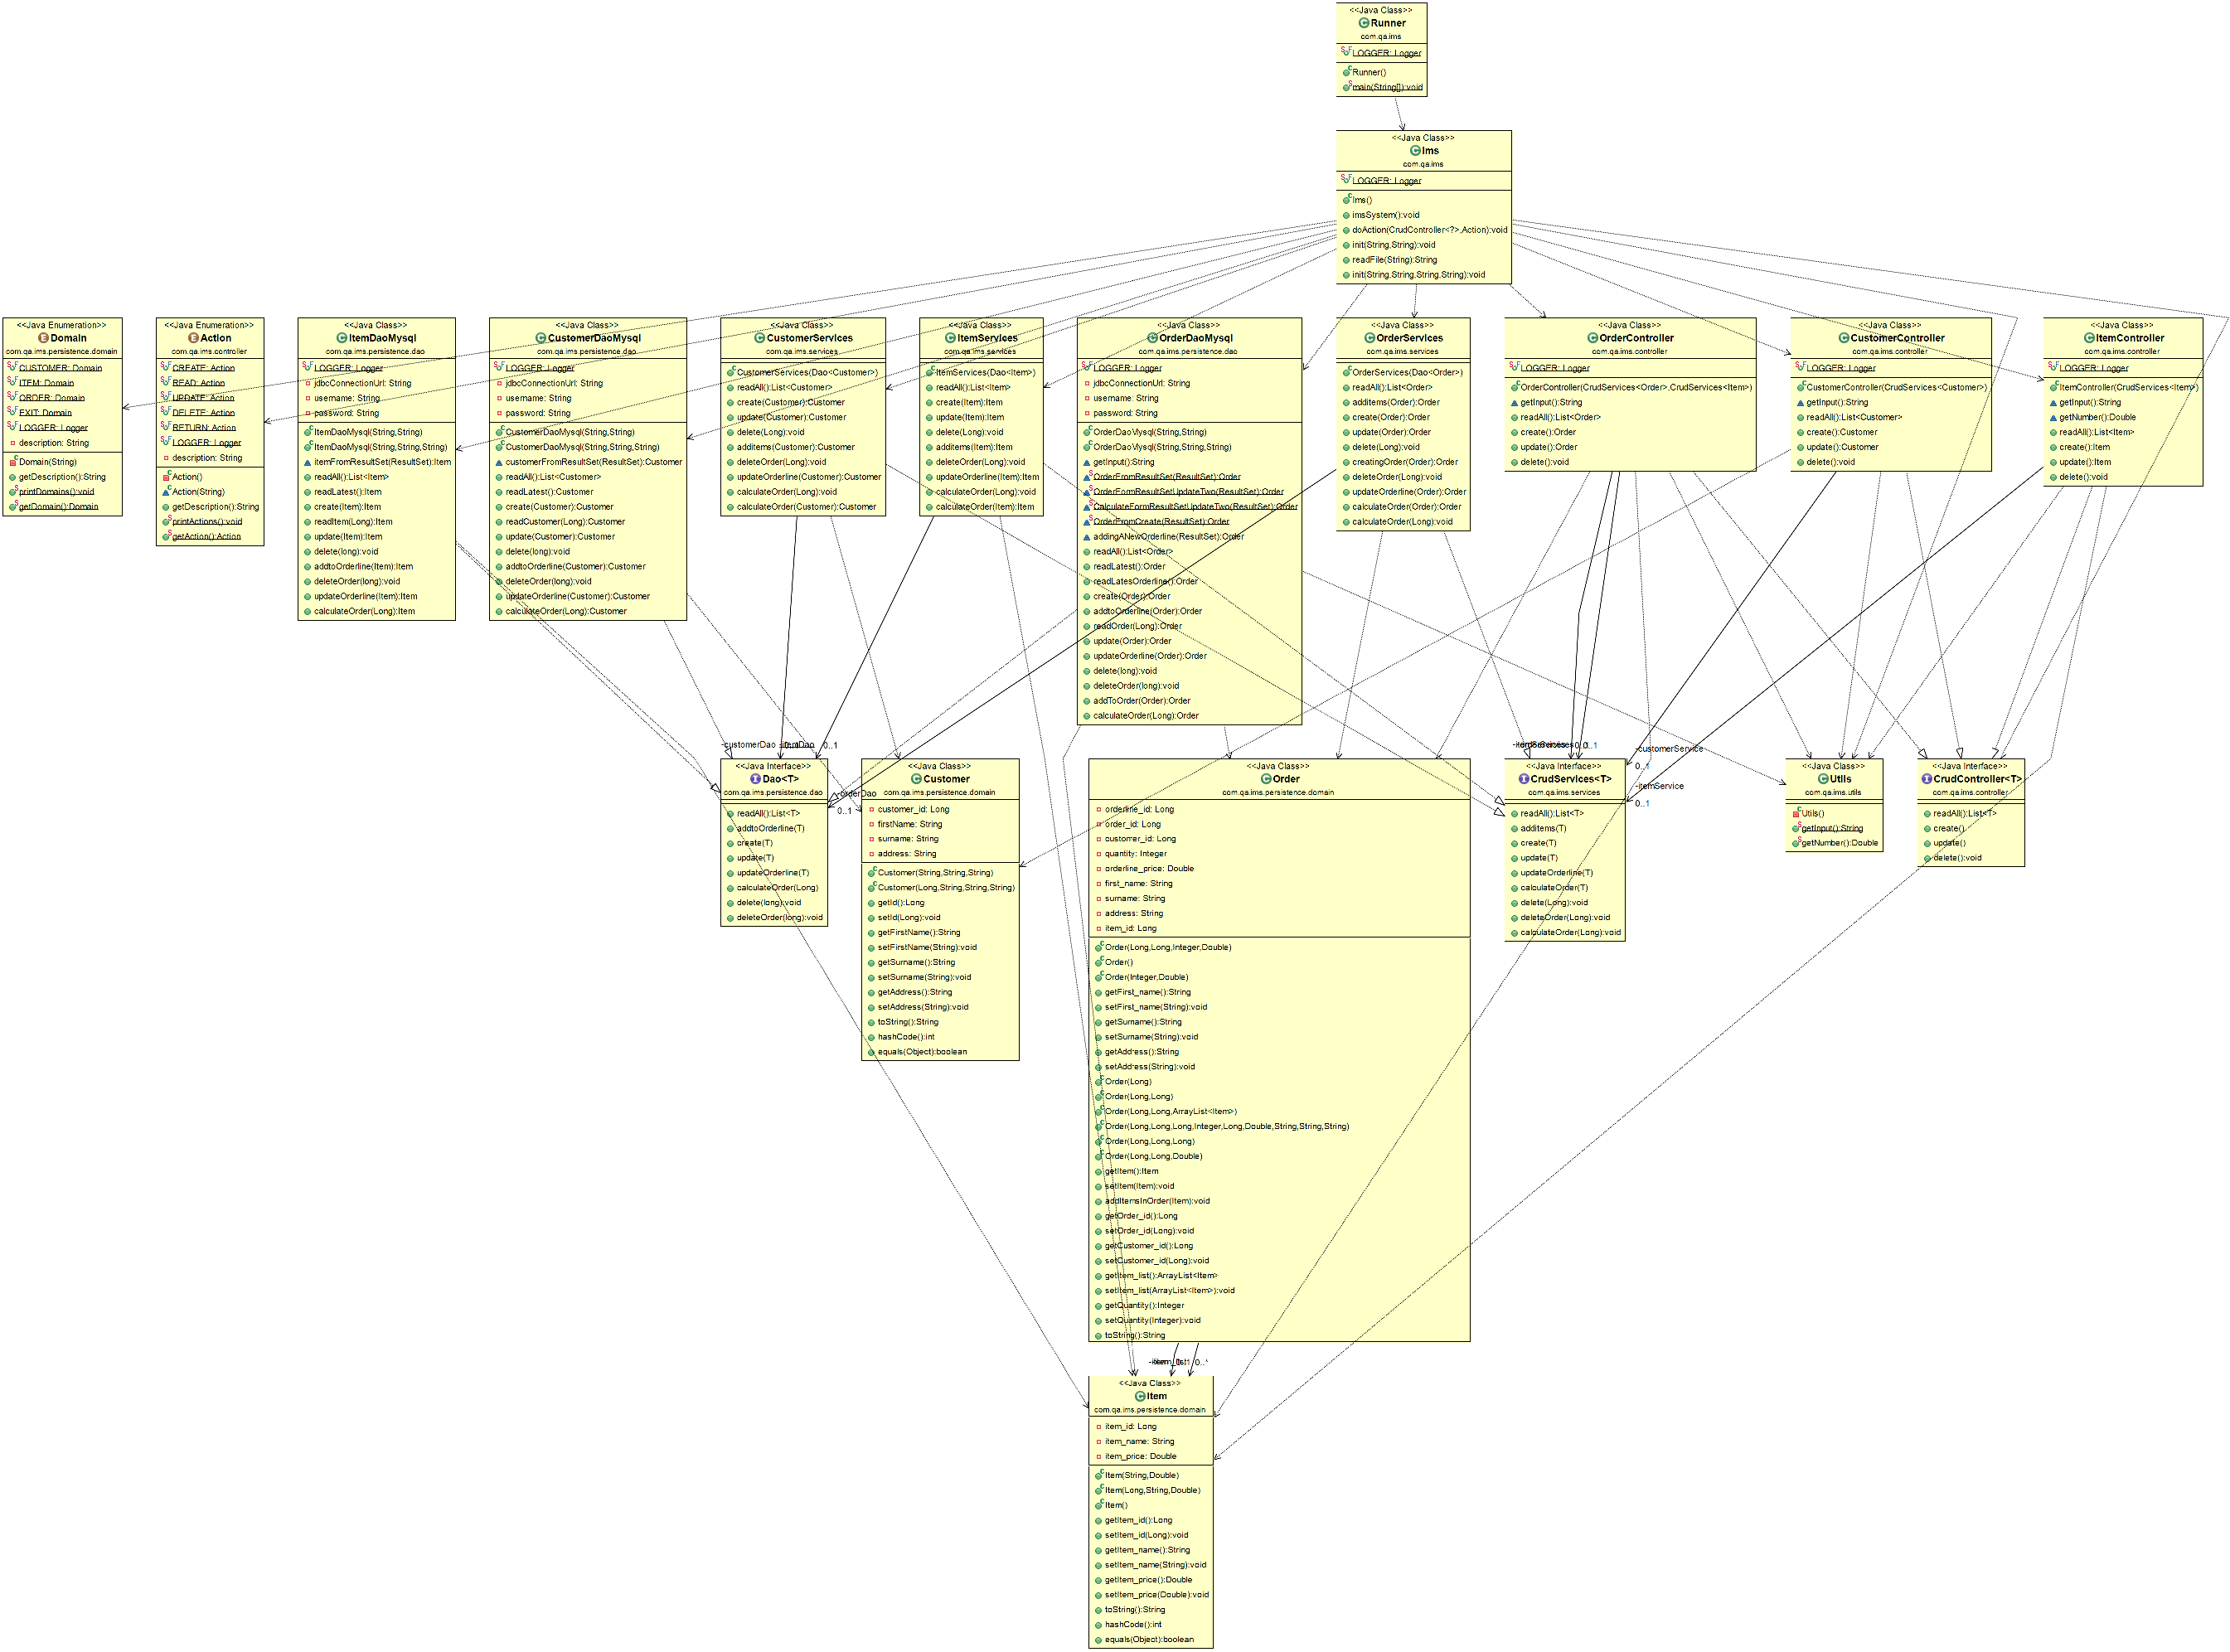 <<Java Class>>
Runner
com.qa.ims
LOGGER: Logger
Runner()
main(String[]):void
<<Java Class>>
Ims
com.qa.ims
LOGGER: Logger
Ims()
imsSystem():void
doAction(CrudController<?>,Action):void
init(String,String):void
readFile(String):String
init(String,String,String,String):void
<<Java Enumeration>>
Domain
com.qa.ims.persistence.domain
CUSTOMER: Domain
ITEM: Domain
ORDER: Domain
EXIT: Domain
LOGGER: Logger
description: String
Domain(String)
getDescription():String
printDomains():void
getDomain():Domain
<<Java Enumeration>>
Action
com.qa.ims.controller
CREATE: Action
READ: Action
UPDATE: Action
DELETE: Action
RETURN: Action
LOGGER: Logger
description: String
Action()
Action(String)
getDescription():String
printActions():void
getAction():Action
<<Java Class>>
ItemDaoMysql
com.qa.ims.persistence.dao
LOGGER: Logger
jdbcConnectionUrl: String
username: String
password: String
ItemDaoMysql(String,String)
ItemDaoMysql(String,String,String)
itemFromResultSet(ResultSet):Item
readAll():List<Item>
readLatest():Item
create(Item):Item
readItem(Long):Item
update(Item):Item
delete(long):void
addtoOrderline(Item):Item
deleteOrder(long):void
updateOrderline(Item):Item
calculateOrder(Long):Item
<<Java Class>>
CustomerDaoMysql
com.qa.ims.persistence.dao
LOGGER: Logger
jdbcConnectionUrl: String
username: String
password: String
CustomerDaoMysql(String,String)
CustomerDaoMysql(String,String,String)
customerFromResultSet(ResultSet):Customer
readAll():List<Customer>
readLatest():Customer
create(Customer):Customer
readCustomer(Long):Customer
update(Customer):Customer
delete(long):void
addtoOrderline(Customer):Customer
deleteOrder(long):void
updateOrderline(Customer):Customer
calculateOrder(Long):Customer
<<Java Class>>
CustomerServices
com.qa.ims.services
CustomerServices(Dao<Customer>)
readAll():List<Customer>
create(Customer):Customer
update(Customer):Customer
delete(Long):void
additems(Customer):Customer
deleteOrder(Long):void
updateOrderline(Customer):Customer
calculateOrder(Long):void
calculateOrder(Customer):Customer
<<Java Class>>
ItemServices
com.qa.ims.services
ItemServices(Dao<Item>)
readAll():List<Item>
create(Item):Item
update(Item):Item
delete(Long):void
additems(Item):Item
deleteOrder(Long):void
updateOrderline(Item):Item
calculateOrder(Long):void
calculateOrder(Item):Item
<<Java Class>>
OrderDaoMysql
com.qa.ims.persistence.dao
LOGGER: Logger
jdbcConnectionUrl: String
username: String
password: String
OrderDaoMysql(String,String)
OrderDaoMysql(String,String,String)
getInput():String
OrderFromResultSet(ResultSet):Order
OrderFormResultSetUpdateTwo(ResultSet):Order
CalculateFormResultSetUpdateTwo(ResultSet):Order
OrderFromCreate(ResultSet):Order
addingANewOrderline(ResultSet):Order
readAll():List<Order>
readLatest():Order
readLatesOrderline():Order
create(Order):Order
addtoOrderline(Order):Order
readOrder(Long):Order
update(Order):Order
updateOrderline(Order):Order
delete(long):void
deleteOrder(long):void
addToOrder(Order):Order
calculateOrder(Long):Order
<<Java Class>>
OrderServices
com.qa.ims.services
OrderServices(Dao<Order>)
readAll():List<Order>
additems(Order):Order
create(Order):Order
update(Order):Order
delete(Long):void
creatingOrder(Order):Order
deleteOrder(Long):void
updateOrderline(Order):Order
calculateOrder(Order):Order
calculateOrder(Long):void
<<Java Class>>
OrderController
com.qa.ims.controller
LOGGER: Logger
OrderController(CrudServices<Order>,CrudServices<Item>)
getInput():String
readAll():List<Order>
create():Order
update():Order
delete():void
<<Java Class>>
CustomerController
com.qa.ims.controller
LOGGER: Logger
CustomerController(CrudServices<Customer>)
getInput():String
readAll():List<Customer>
create():Customer
update():Customer
delete():void
<<Java Class>>
ItemController
com.qa.ims.controller
LOGGER: Logger
ItemController(CrudServices<Item>)
getInput():String
getNumber():Double
readAll():List<Item>
create():Item
update():Item
delete():void
-customerDao
-itemDao
0..1
<<Java Interface>>
Dao<T>
com.qa.ims.persistence.dao
readAll():List<T>
addtoOrderline(T)
create(T)
update(T)
updateOrderline(T)
calculateOrder(Long)
delete(long):void
deleteOrder(long):void
-orderDao
0..1
<<Java Class>>
Customer
com.qa.ims.persistence.domain
customer_id: Long
firstName: String
surname: String
address: String
Customer(String,String,String)
Customer(Long,String,String,String)
getId():Long
setId(Long):void
getFirstName():String
setFirstName(String):void
getSurname():String
setSurname(String):void
getAddress():String
setAddress(String):void
toString():String
hashCode():int
equals(Object):boolean
<<Java Class>>
Order
com.qa.ims.persistence.domain
orderline_id: Long
order_id: Long
customer_id: Long
quantity: Integer
orderline_price: Double
first_name: String
surname: String
address: String
item_id: Long
Order(Long,Long,Integer,Double)
Order()
Order(Integer,Double)
getFirst_name():String
setFirst_name(String):void
getSurname():String
setSurname(String):void
getAddress():String
setAddress(String):void
Order(Long)
Order(Long,Long)
Order(Long,Long,ArrayList<Item>)
Order(Long,Long,Long,Integer,Long,Double,String,String,String)
Order(Long,Long,Long)
Order(Long,Long,Double)
getItem():Item
setItem(Item):void
addItemsInOrder(Item):void
getOrder_id():Long
setOrder_id(Long):void
getCustomer_id():Long
setCustomer_id(Long):void
getItem_list():ArrayList<Item>
setItem_list(ArrayList<Item>):void
getQuantity():Integer
setQuantity(Integer):void
toString():String
0..1
<<Java Interface>>
CrudServices<T>
com.qa.ims.services
readAll():List<T>
additems(T)
create(T)
update(T)
updateOrderline(T)
calculateOrder(T)
delete(Long):void
deleteOrder(Long):void
calculateOrder(Long):void
-customerService
0..1
-itemService
0..1
<<Java Class>>
Utils
com.qa.ims.utils
Utils()
getInput():String
getNumber():Double
<<Java Interface>>
CrudController<T>
com.qa.ims.controller
readAll():List<T>
create()
update()
delete():void
0..*
<<Java Class>>
Item
com.qa.ims.persistence.domain
item_id: Long
item_name: String
item_price: Double
Item(String,Double)
Item(Long,String,Double)
Item()
getItem_id():Long
setItem_id(Long):void
getItem_name():String
setItem_name(String):void
getItem_price():Double
setItem_price(Double):void
toString():String
hashCode():int
equals(Object):boolean